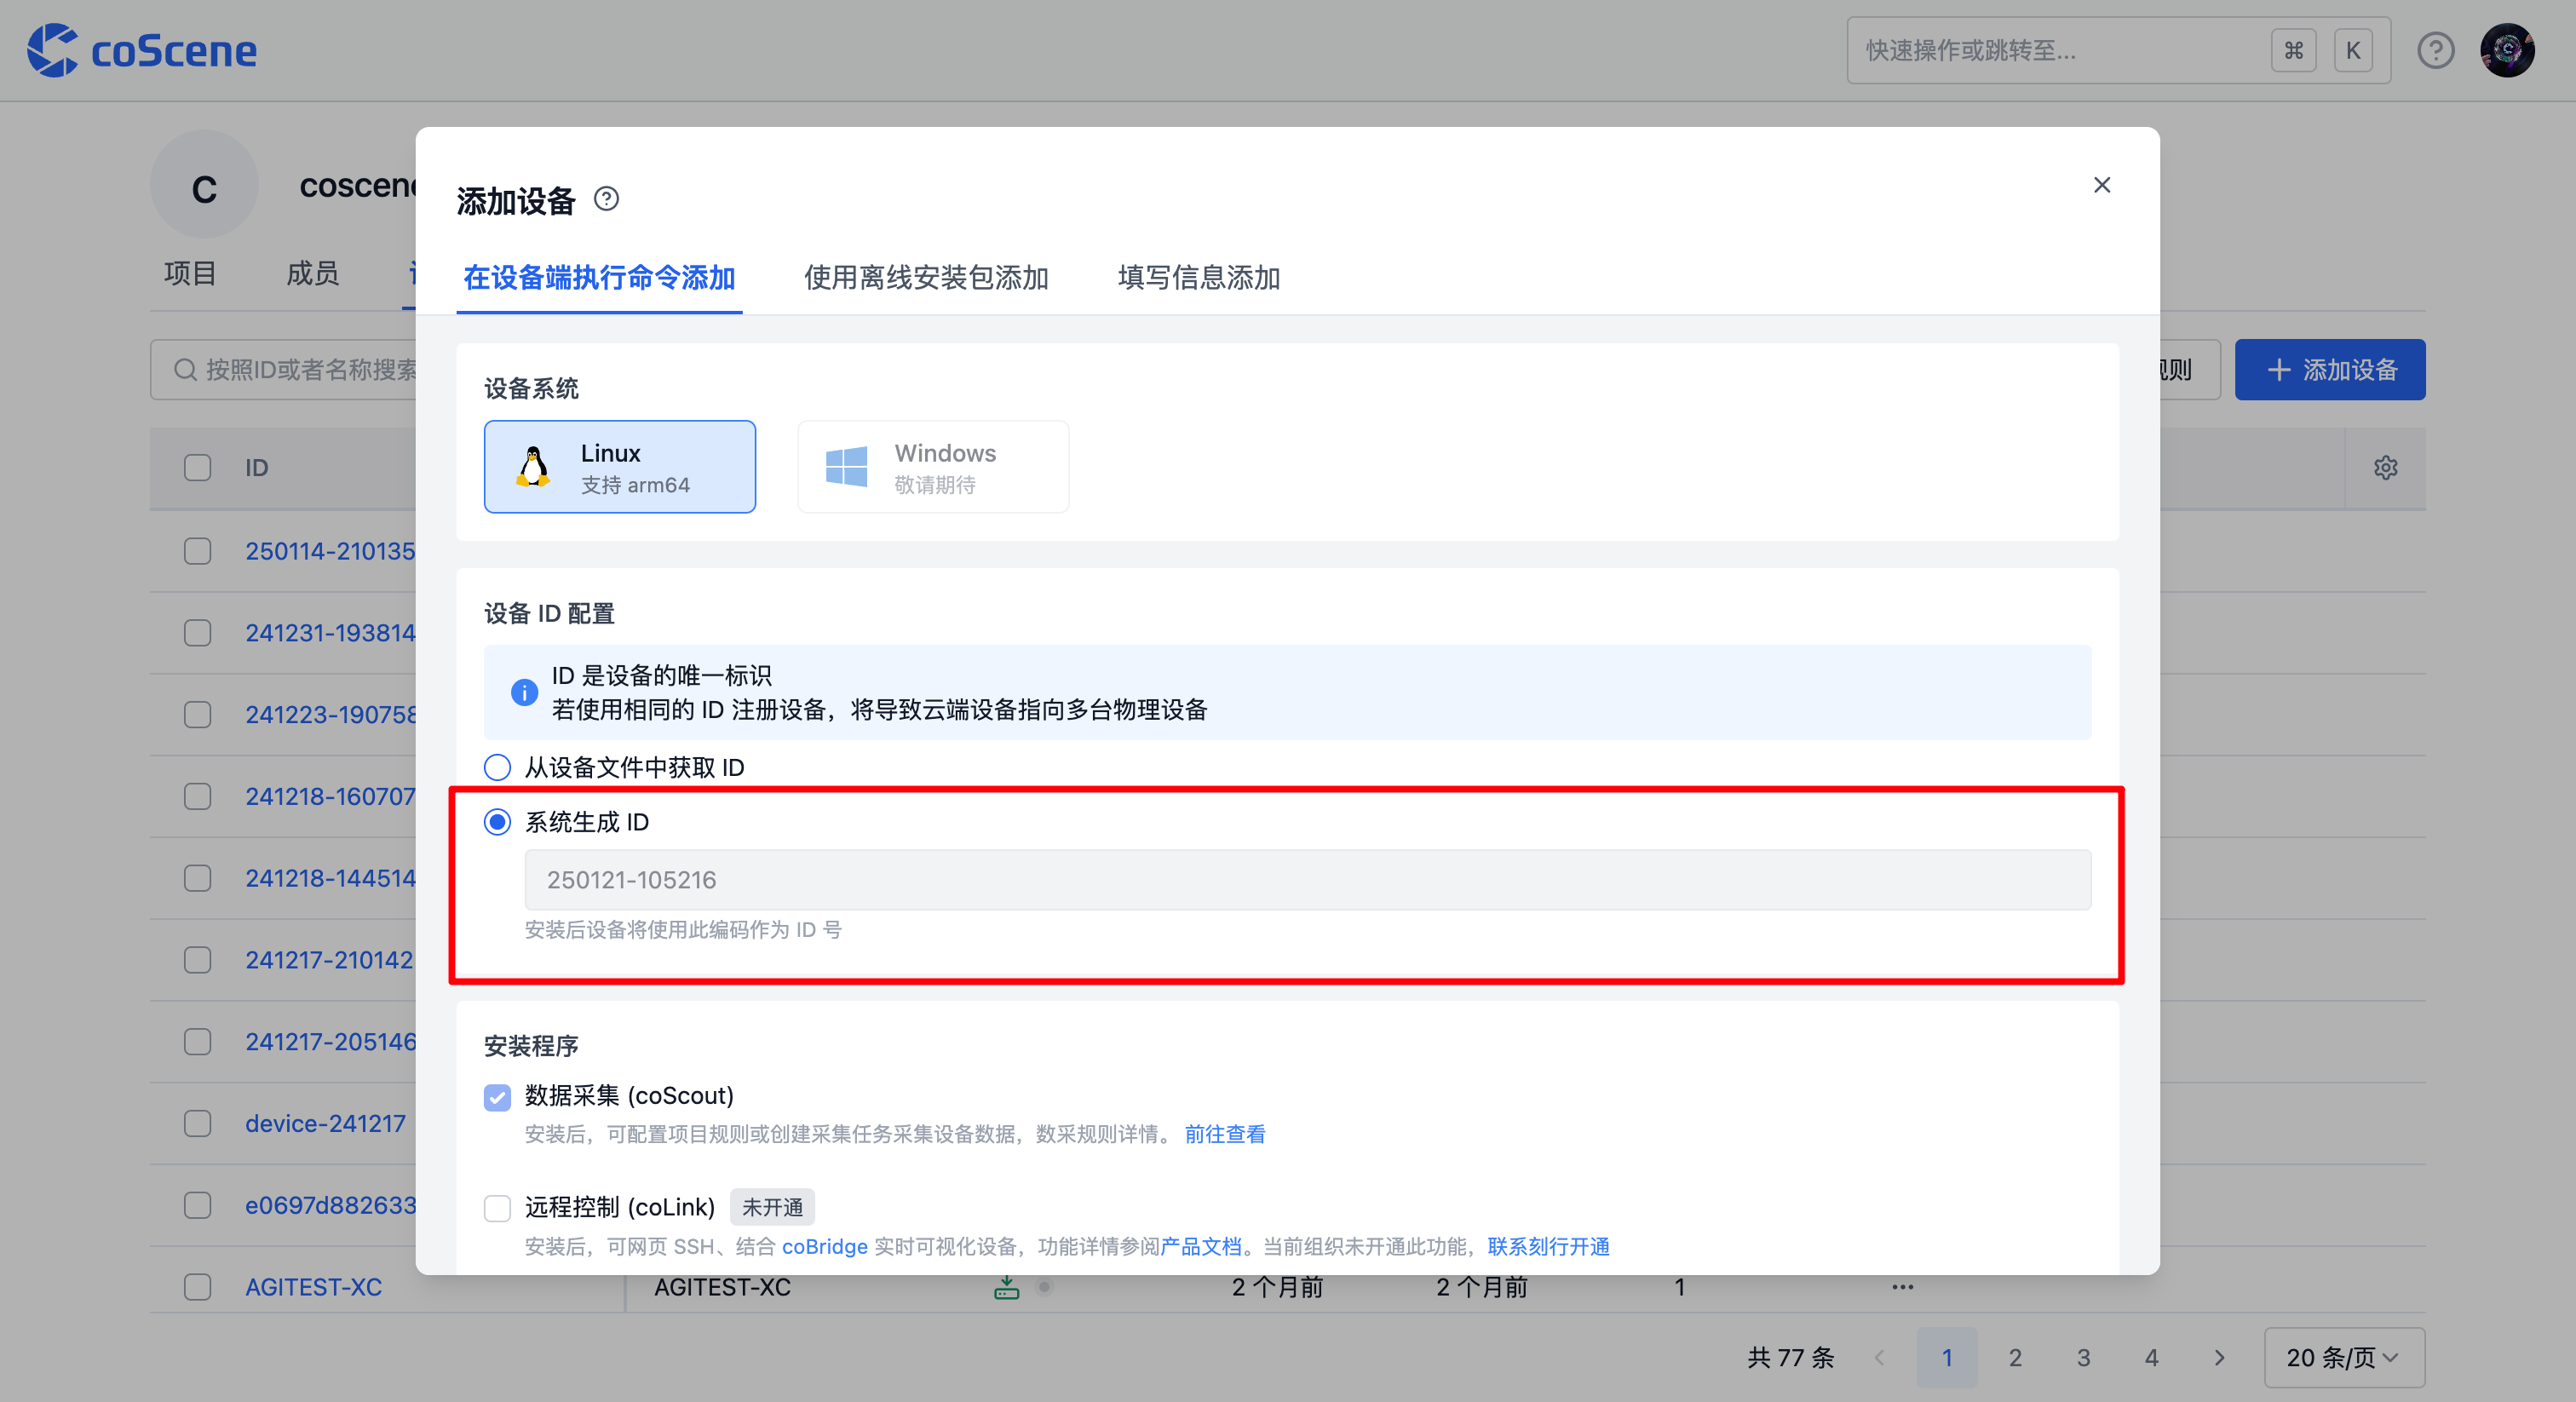 coScene
快速操作或跳转至...
⌘ K
C
coscene
项目
成员
添加设备
在设备端执行命令添加
使用离线安装包添加
填写信息添加
按照ID或者名称搜索
规则
添加设备
设备系统
Linux
支持 arm64
Windows
敬请期待
设备 ID 配置
ID 是设备的唯一标识
若使用相同的 ID 注册设备，将导致云端设备指向多台物理设备
从设备文件中获取 ID
系统生成 ID
250121-105216
安装后设备将使用此编码作为 ID 号
安装程序
数据采集 (coScout)
安装后，可配置项目规则或创建采集任务采集设备数据，数采规则详情。 前往查看
远程控制 (coLink) 未开通
安装后，可网页 SSH、结合 coBridge 实时可视化设备，功能详情参阅产品文档。当前组织未开通此功能，联系刻行开通
ID
250114-210135
241231-193814
241223-190758
241218-160707
241218-144514
241217-210142
241217-205146
device-241217
e0697d882633
AGITEST-XC AGITEST-XC 2 个月前 2 个月前 1 ···
共 77 条 1 2 3 4 20 条/页